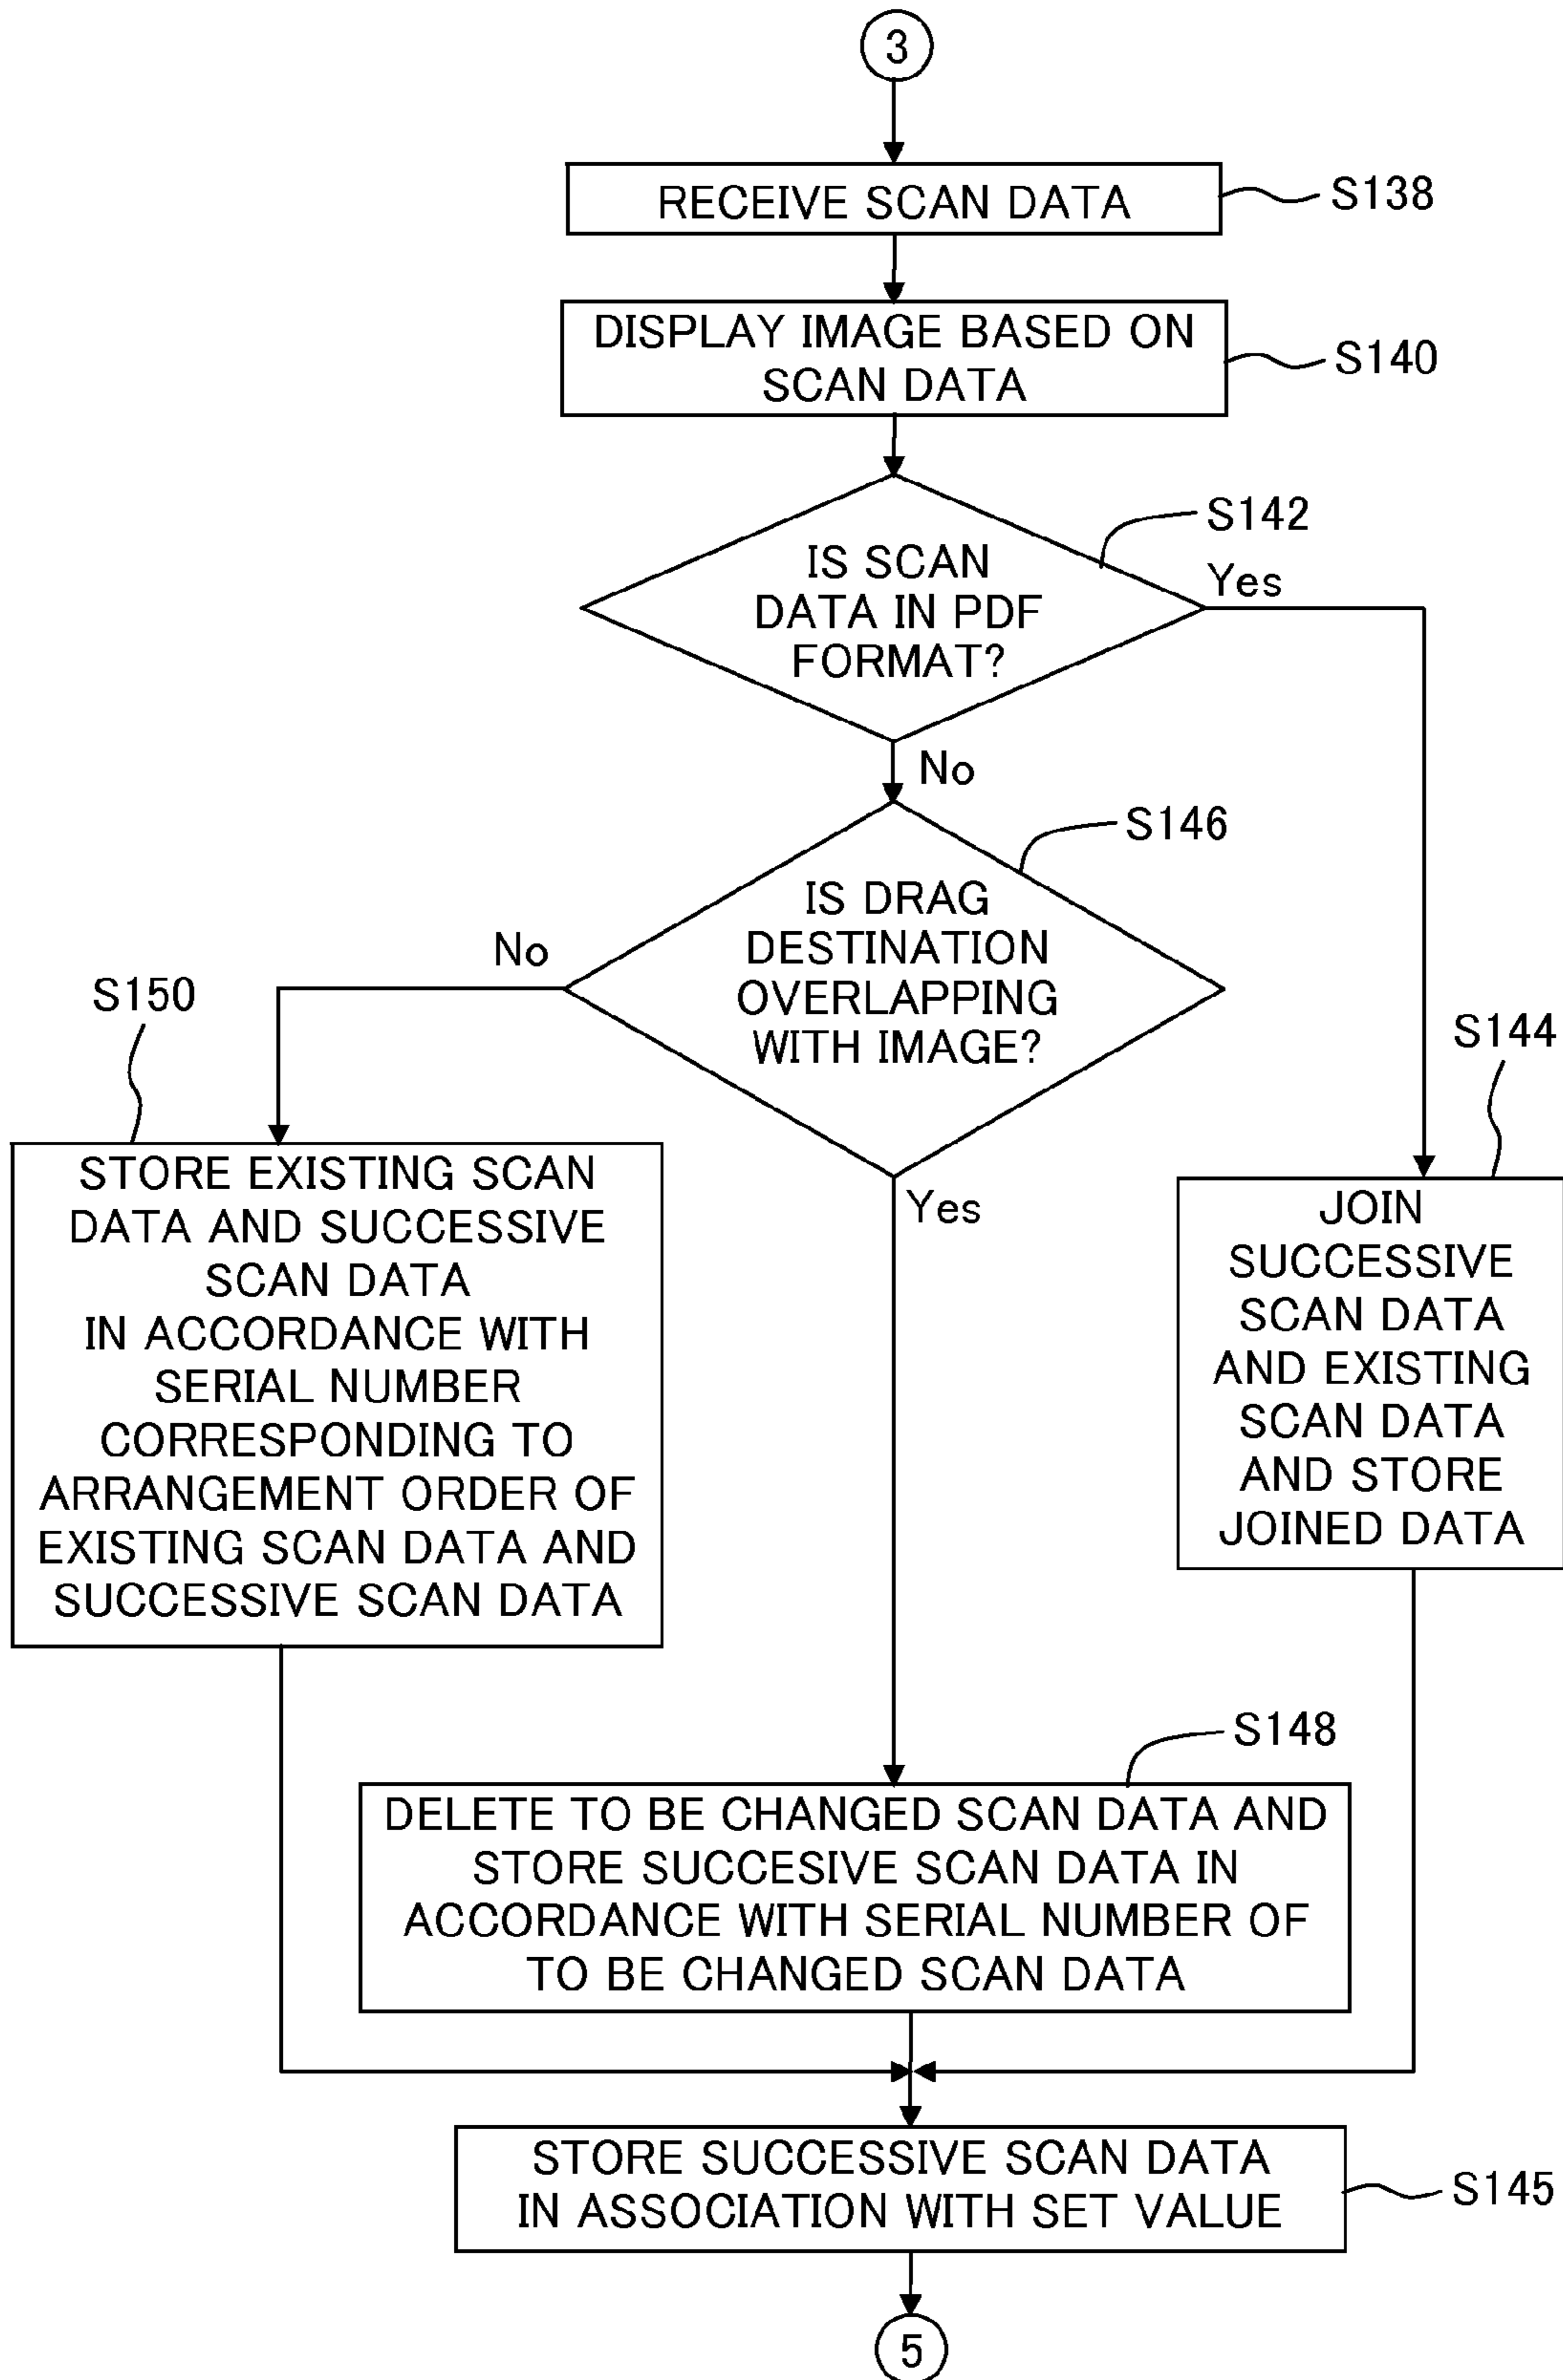 3
RECEIVE SCAN DATA
S138
DISPLAY IMAGE BASED ON
SCAN DATA
S140
S142
IS SCAN
DATA IN PDF
FORMAT?
Yes
No
S146
IS DRAG
DESTINATION
OVERLAPPING
WITH IMAGE?
No
Yes
S150
STORE EXISTING SCAN
DATA AND SUCCESSIVE
SCAN DATA
IN ACCORDANCE WITH
SERIAL NUMBER
CORRESPONDING TO
ARRANGEMENT ORDER OF
EXISTING SCAN DATA AND
SUCCESSIVE SCAN DATA
S144
JOIN
SUCCESSIVE
SCAN DATA
AND EXISTING
SCAN DATA
AND STORE
JOINED DATA
S148
DELETE TO BE CHANGED SCAN DATA AND
STORE SUCCESIVE SCAN DATA IN
ACCORDANCE WITH SERIAL NUMBER OF
TO BE CHANGED SCAN DATA
STORE SUCCESSIVE SCAN DATA
IN ASSOCIATION WITH SET VALUE
S145
5